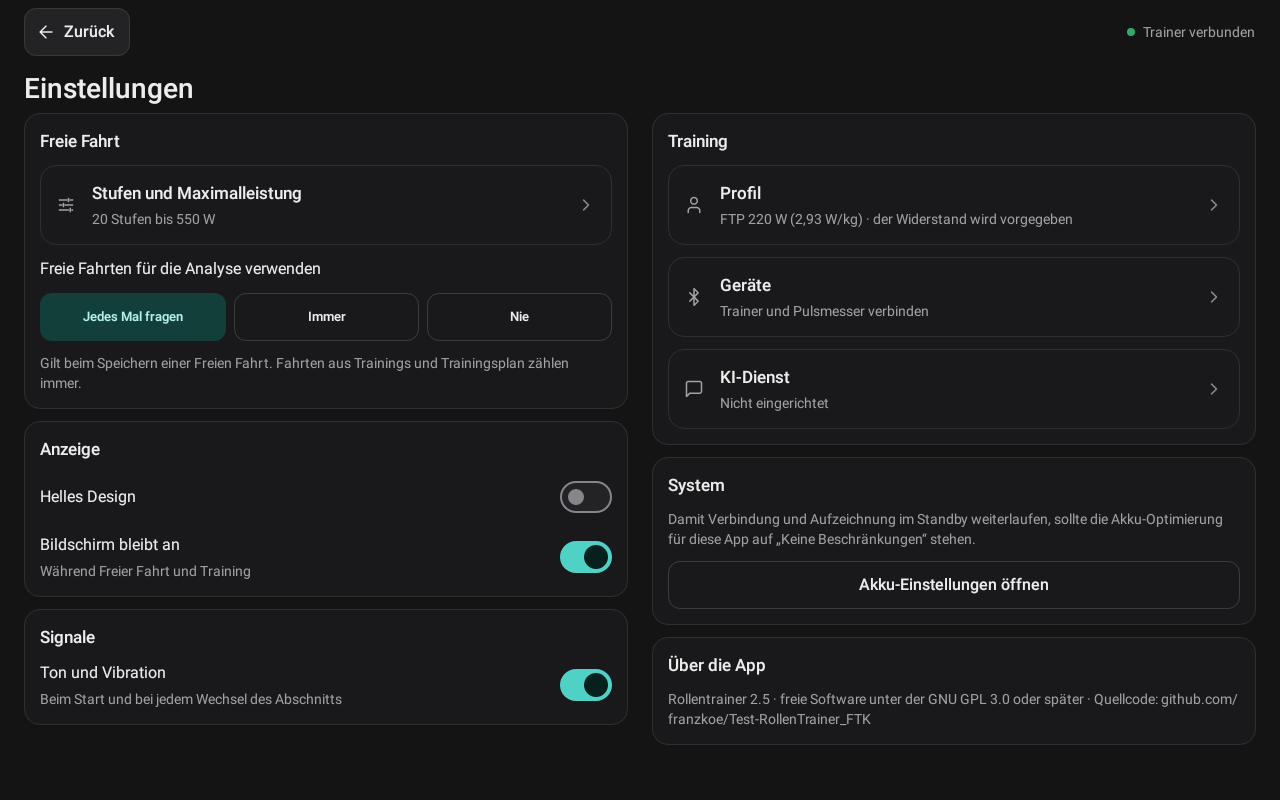 Zurück
Trainer verbunden
Einstellungen
Freie Fahrt
Stufen und Maximalleistung
20 Stufen bis 550 W
Freie Fahrten für die Analyse verwenden
Jedes Mal fragen
Immer
Nie
Gilt beim Speichern einer Freien Fahrt. Fahrten aus Trainings und Trainingsplan zählen
immer.
Anzeige
Helles Design
Bildschirm bleibt an
Während Freier Fahrt und Training
Signale
Ton und Vibration
Beim Start und bei jedem Wechsel des Abschnitts
Training
Profil
FTP 220 W (2,93 W/kg) · der Widerstand wird vorgegeben
Geräte
Trainer und Pulsmesser verbinden
KI-Dienst
Nicht eingerichtet
System
Damit Verbindung und Aufzeichnung im Standby weiterlaufen, sollte die Akku-Optimierung
für diese App auf „Keine Beschränkungen“ stehen.
Akku-Einstellungen öffnen
Über die App
Rollentrainer 2.5 · freie Software unter der GNU GPL 3.0 oder später · Quellcode: github.com/
franzkoe/Test-RollenTrainer_FTK